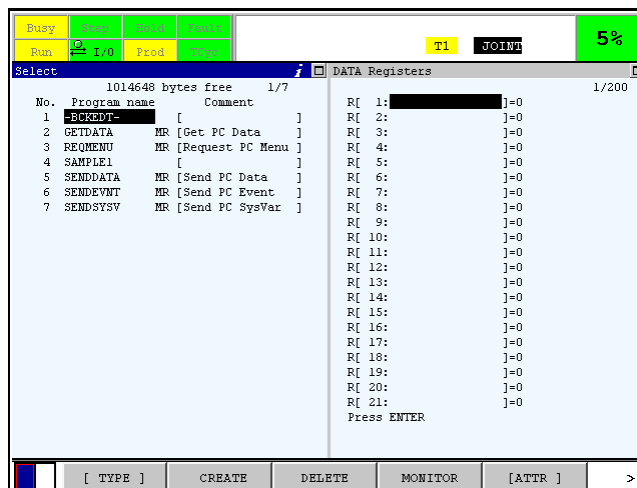 Busy Step Hold Fault
Run I/O Prod TCyc
T1 JOINT 5%
Select
1014648 bytes free 1/7
No. Program name Comment
1 -BCKEDT- [ ]
2 GETDATA MR [Get PC Data ]
3 REQMENU MR [Request PC Menu ]
4 SAMPLE1 [ ]
5 SENDDATA MR [Send PC Data ]
6 SENDEVNT MR [Send PC Event ]
7 SENDSYSV MR [Send PC SysVar ]
DATA Registers
1/200
R[ 1: ]=0
R[ 2: ]=0
R[ 3: ]=0
R[ 4: ]=0
R[ 5: ]=0
R[ 6: ]=0
R[ 7: ]=0
R[ 8: ]=0
R[ 9: ]=0
R[ 10: ]=0
R[ 11: ]=0
R[ 12: ]=0
R[ 13: ]=0
R[ 14: ]=0
R[ 15: ]=0
R[ 16: ]=0
R[ 17: ]=0
R[ 18: ]=0
R[ 19: ]=0
R[ 20: ]=0
R[ 21: ]=0
Press ENTER
[ TYPE ] CREATE DELETE MONITOR [ATTR ] >